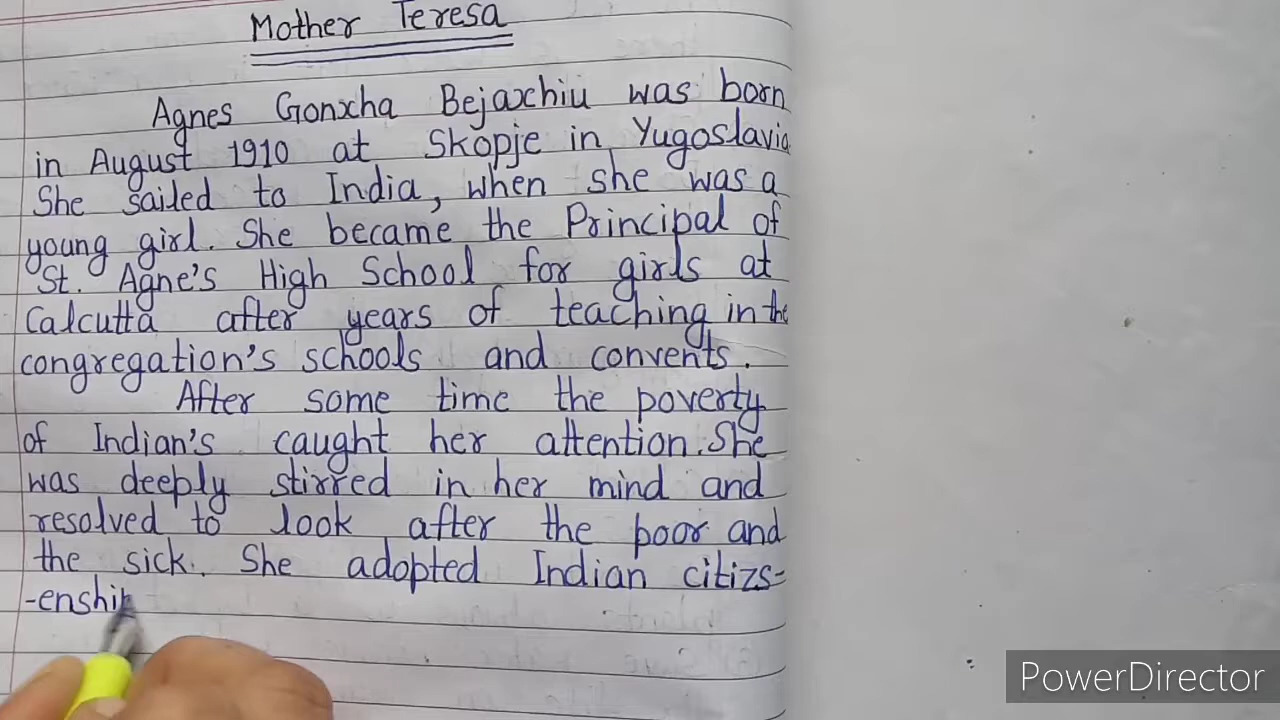 Mother Teresa
Agnes Gonxcha Bejaxhiu was born
in August 1910 at Skopje in Yugoslavia
She sailed to India, when she was a
young girl. She became the Principal of
St. Agne's High School for girls at
Calcutta after years of teaching in the
congregation's schools and convents.
After some time the poverty
of Indian's caught her attention. She
was deeply stirred in her mind and
resolved to look after the poor and
the sick. She adopted Indian citizs-
-enship
PowerDirector